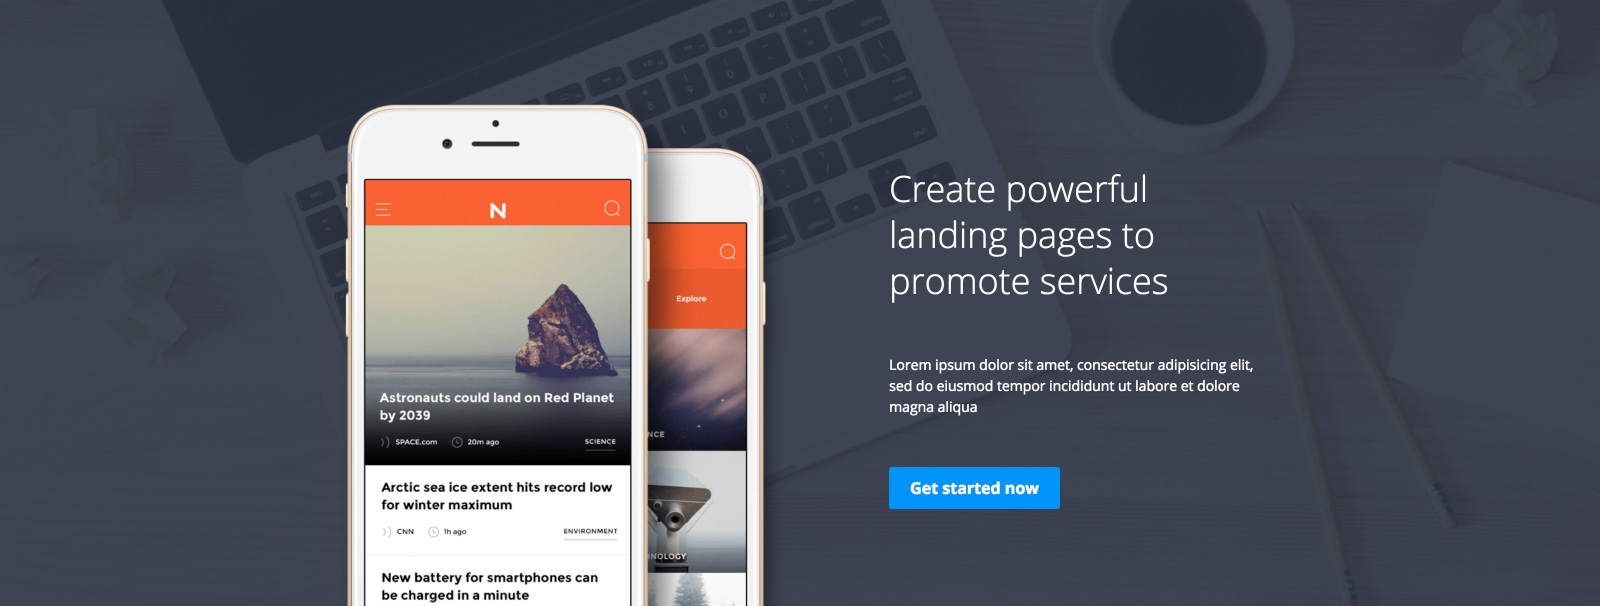 N
Astronauts could land on Red Planet
by 2039
SPACE.com 20m ago SCIENCE
Arctic sea ice extent hits record low
for winter maximum
CNN 1h ago ENVIRONMENT
New battery for smartphones can
be charged in a minute
Explore
Create powerful
landing pages to
promote services
Lorem ipsum dolor sit amet, consectetur adipisicing elit,
sed do eiusmod tempor incididunt ut labore et dolore
magna aliqua
Get started now